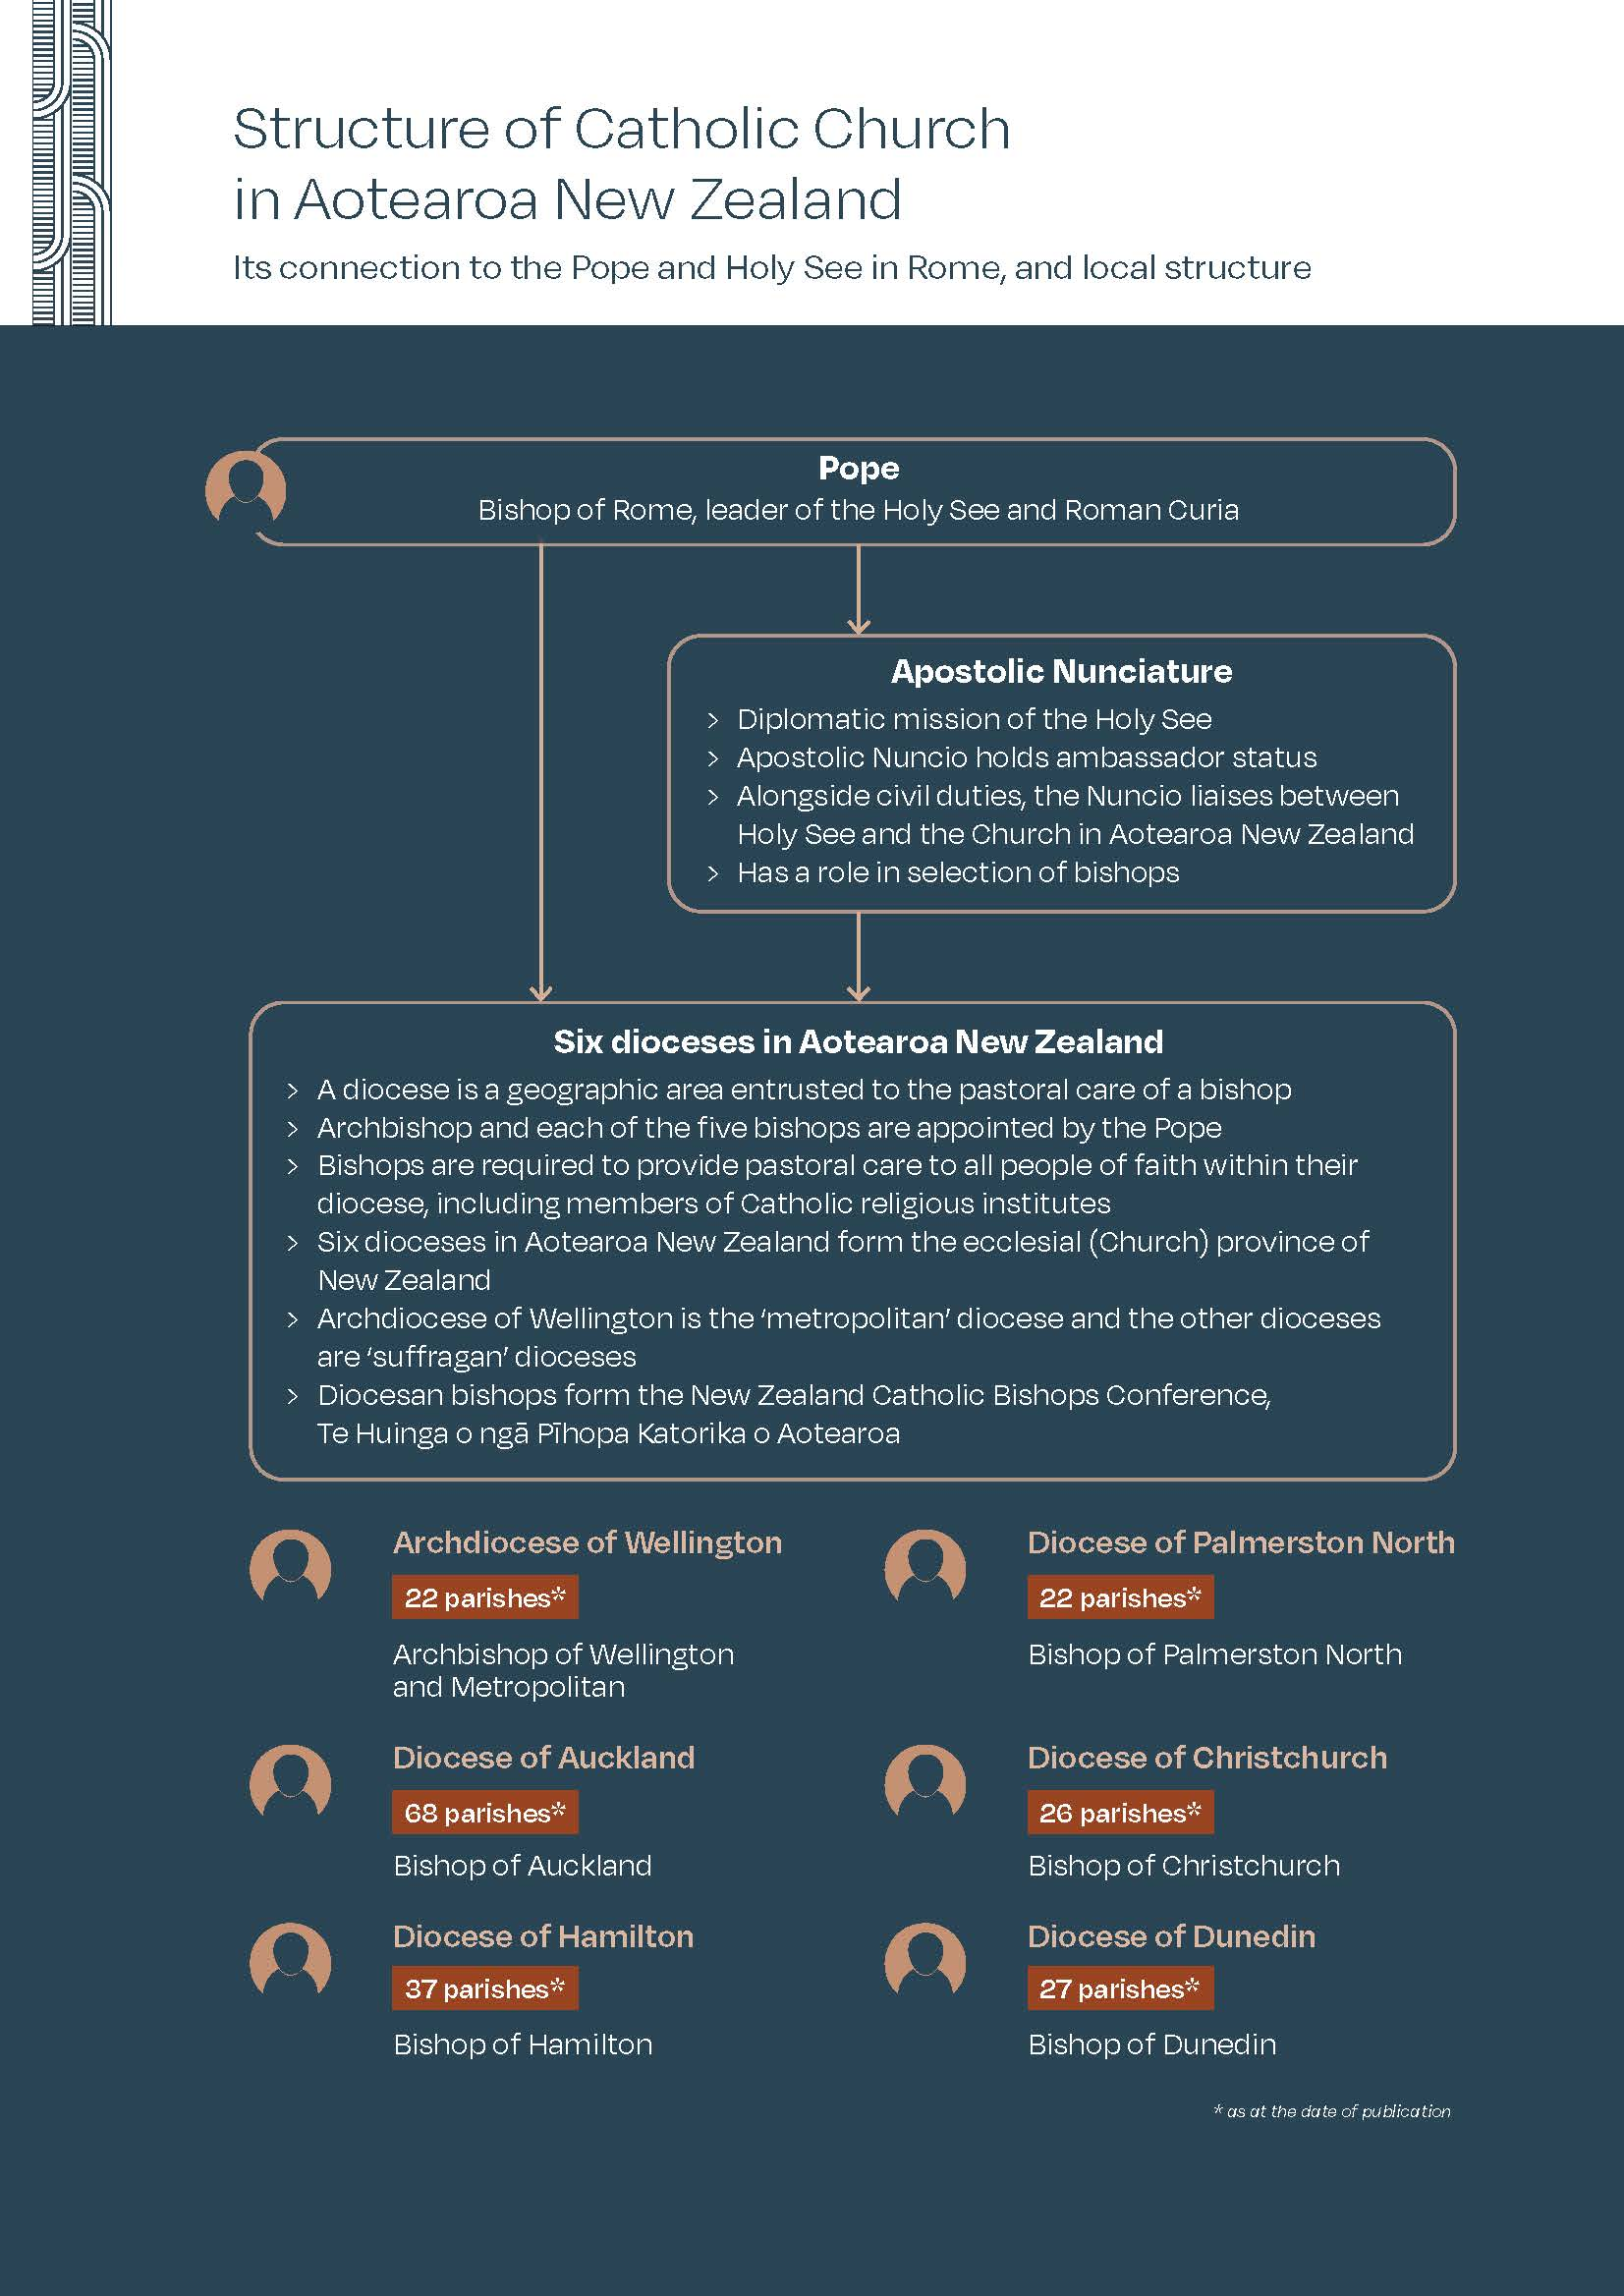 Structure of Catholic Church
in Aotearoa New Zealand
Its connection to the Pope and Holy See in Rome, and local structure
Pope
Bishop of Rome, leader of the Holy See and Roman Curia
Apostolic Nunciature
> Diplomatic mission of the Holy See
> Apostolic Nuncio holds ambassador status
> Alongside civil duties, the Nuncio liaises between
Holy See and the Church in Aotearoa New Zealand
> Has a role in selection of bishops
Six dioceses in Aotearoa New Zealand
> A diocese is a geographic area entrusted to the pastoral care of a bishop
> Archbishop and each of the five bishops are appointed by the Pope
> Bishops are required to provide pastoral care to all people of faith within their
diocese, including members of Catholic religious institutes
> Six dioceses in Aotearoa New Zealand form the ecclesial (Church) province of
New Zealand
> Archdiocese of Wellington is the ‘metropolitan’ diocese and the other dioceses
are ‘suffragan’ dioceses
> Diocesan bishops form the New Zealand Catholic Bishops Conference,
Te Huinga o ngā Pīhopa Katorika o Aotearoa
Archdiocese of Wellington
22 parishes*
Archbishop of Wellington
and Metropolitan
Diocese of Palmerston North
22 parishes*
Bishop of Palmerston North
Diocese of Auckland
68 parishes*
Bishop of Auckland
Diocese of Christchurch
26 parishes*
Bishop of Christchurch
Diocese of Hamilton
37 parishes*
Bishop of Hamilton
Diocese of Dunedin
27 parishes*
Bishop of Dunedin
* as at the date of publication